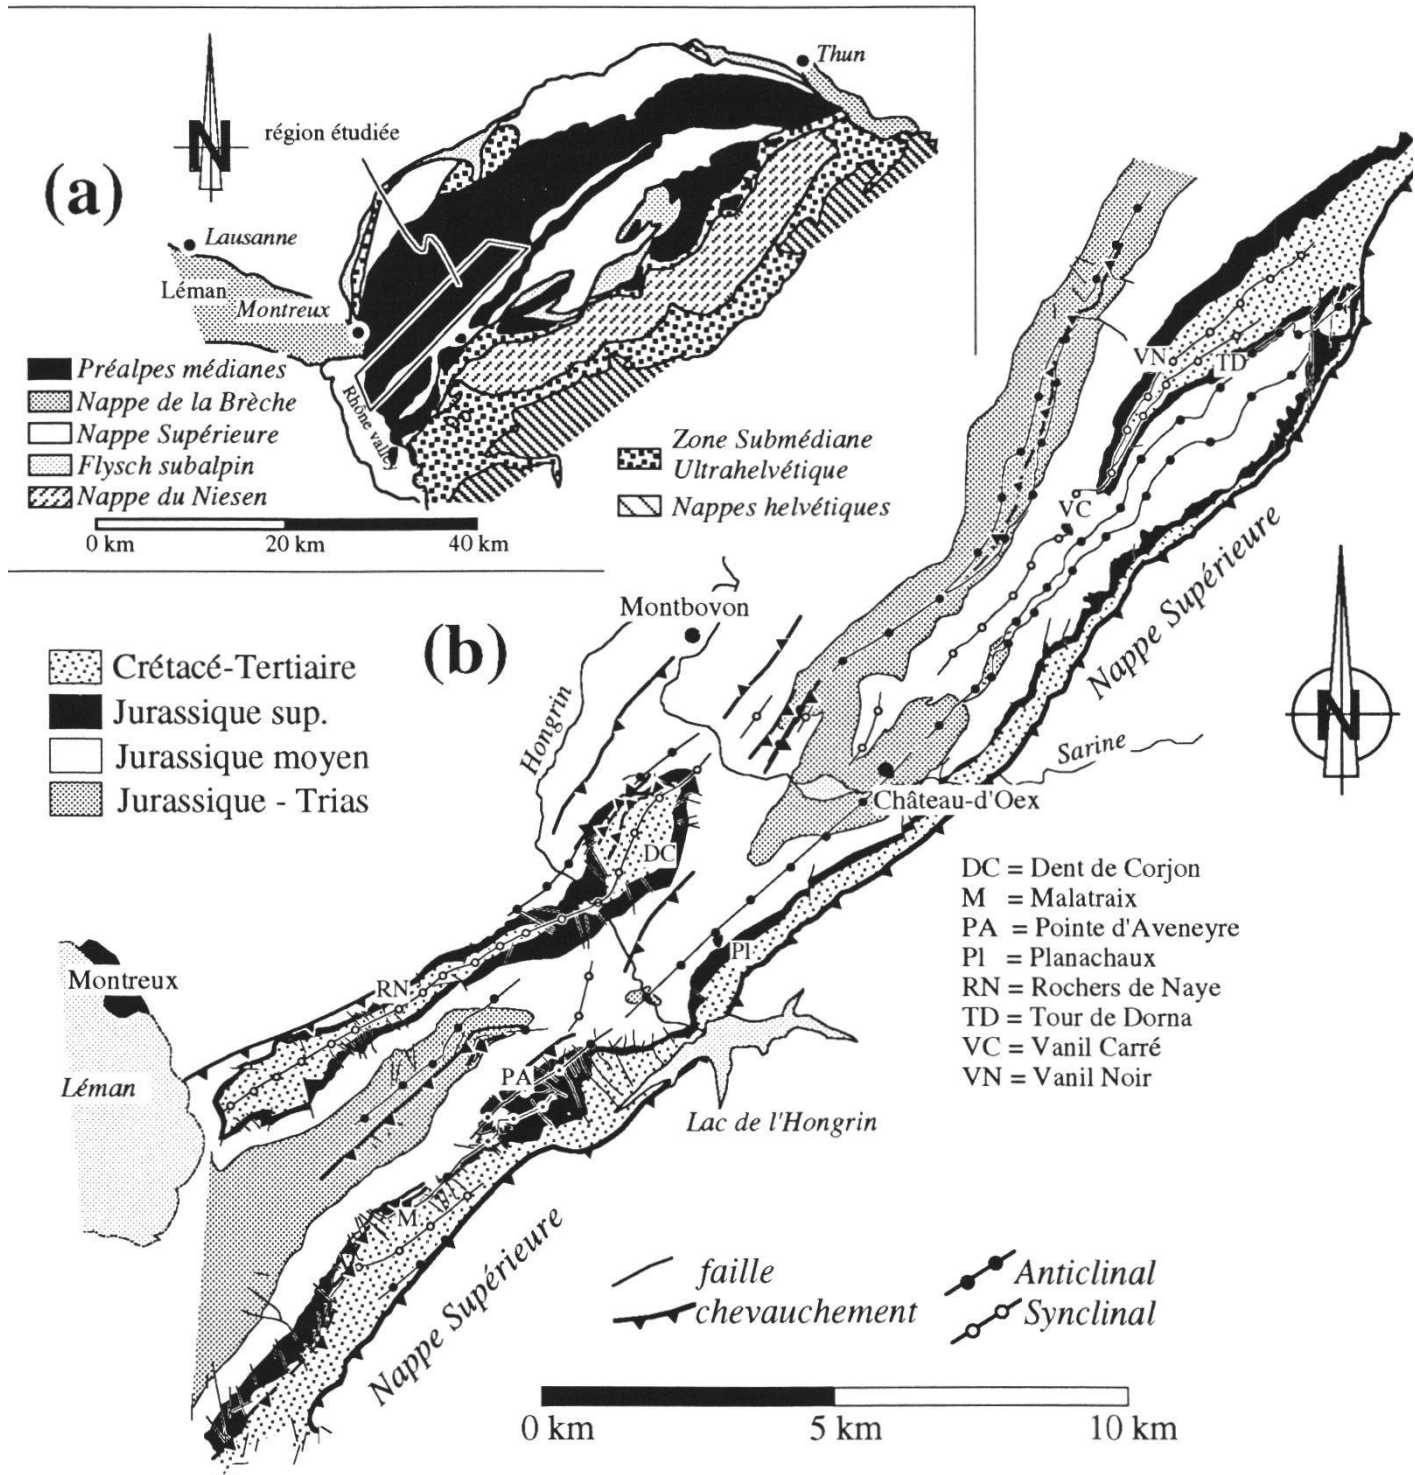 Thun
N
région étudiée
(a)
Lausanne
Léman
Montreux
Rhône valley
Préalpes médianes
Nappe de la Brèche
Nappe Supérieure
Flysch subalpin
Nappe du Niesen
Zone Submédiane
Ultrahelvétique
Nappes helvétiques
0 km 20 km 40 km
VN
TD
VC
Nappe Supérieure
Montbovon
(b)
N
Crétacé-Tertiaire
Jurassique sup.
Jurassique moyen
Jurassique - Trias
Hongrin
Sarine
Château-d'Oex
DC
DC = Dent de Corjon
M = Malatraix
PA = Pointe d'Aveneyre
Pl = Planachaux
RN = Rochers de Naye
TD = Tour de Dorna
VC = Vanil Carré
VN = Vanil Noir
Pl
Montreux
RN
Léman
PA
Lac de l'Hongrin
M
Nappe Supérieure
faille
chevauchement
Anticlinal
Synclinal
0 km 5 km 10 km